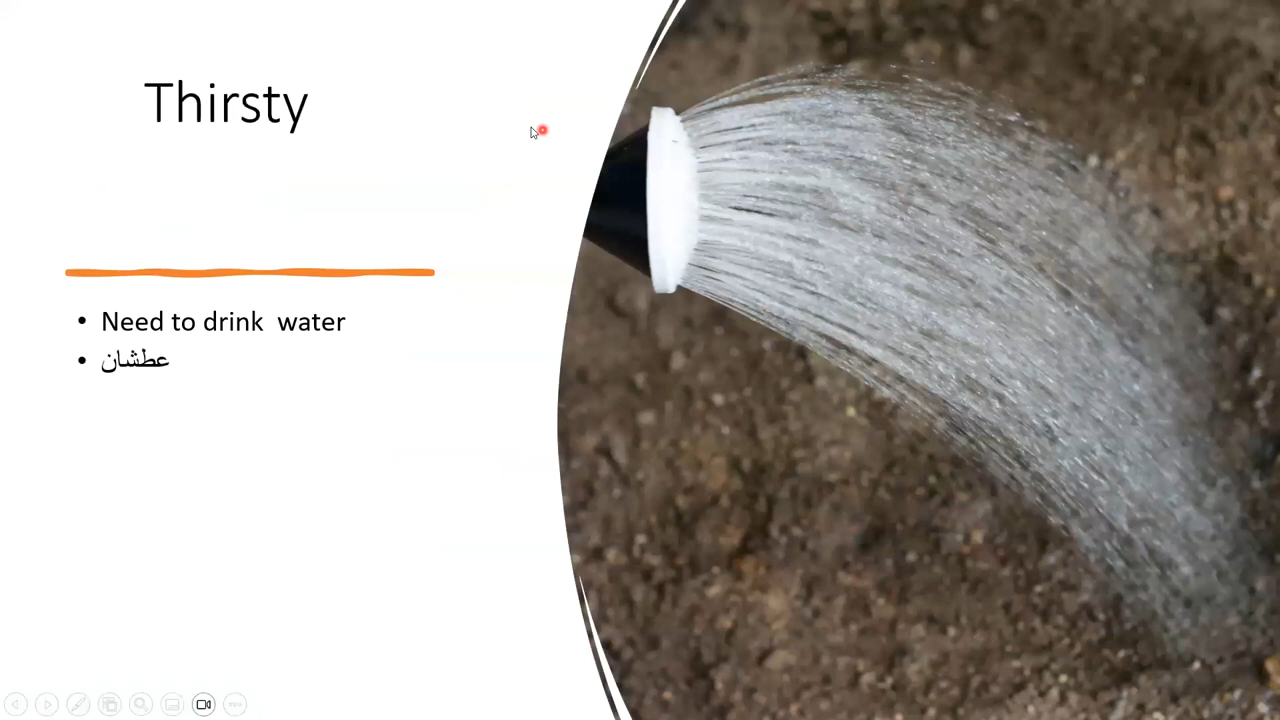 Thirsty
• Need to drink  water
• عطشان